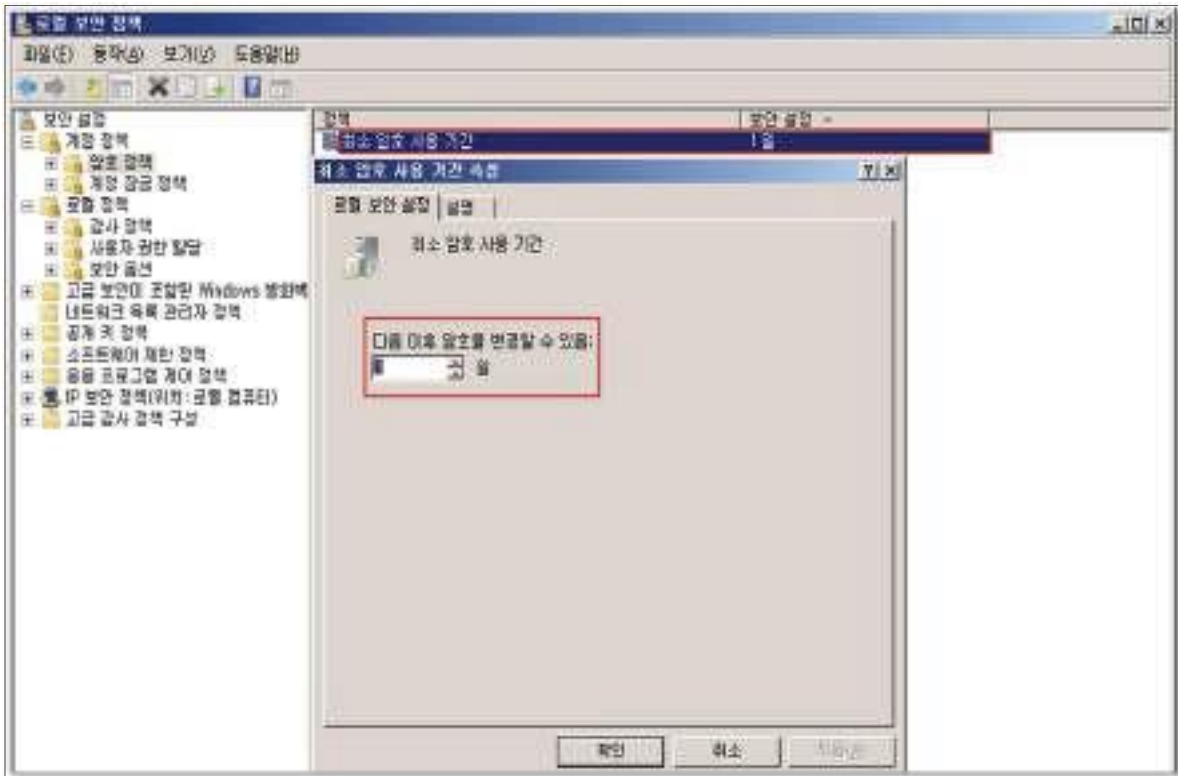 로컬 보안 정책
파일(F) 동작(A) 보기(V) 도움말(H)
보안 설정
계정 정책
암호 정책
계정 잠금 정책
로컬 정책
감사 정책
사용자 권한 할당
보안 옵션
고급 보안이 포함된 Windows 방화벽
네트워크 목록 관리자 정책
공개 키 정책
소프트웨어 제한 정책
응용 프로그램 제어 정책
IP 보안 정책(위치: 로컬 컴퓨터)
고급 감사 정책 구성
정책 보안 설정
최소 암호 사용 기간 1일
최소 암호 사용 기간 속성
로컬 보안 설정 설명
최소 암호 사용 기간
다음 이후 암호를 변경할 수 있음:
일
확인 취소